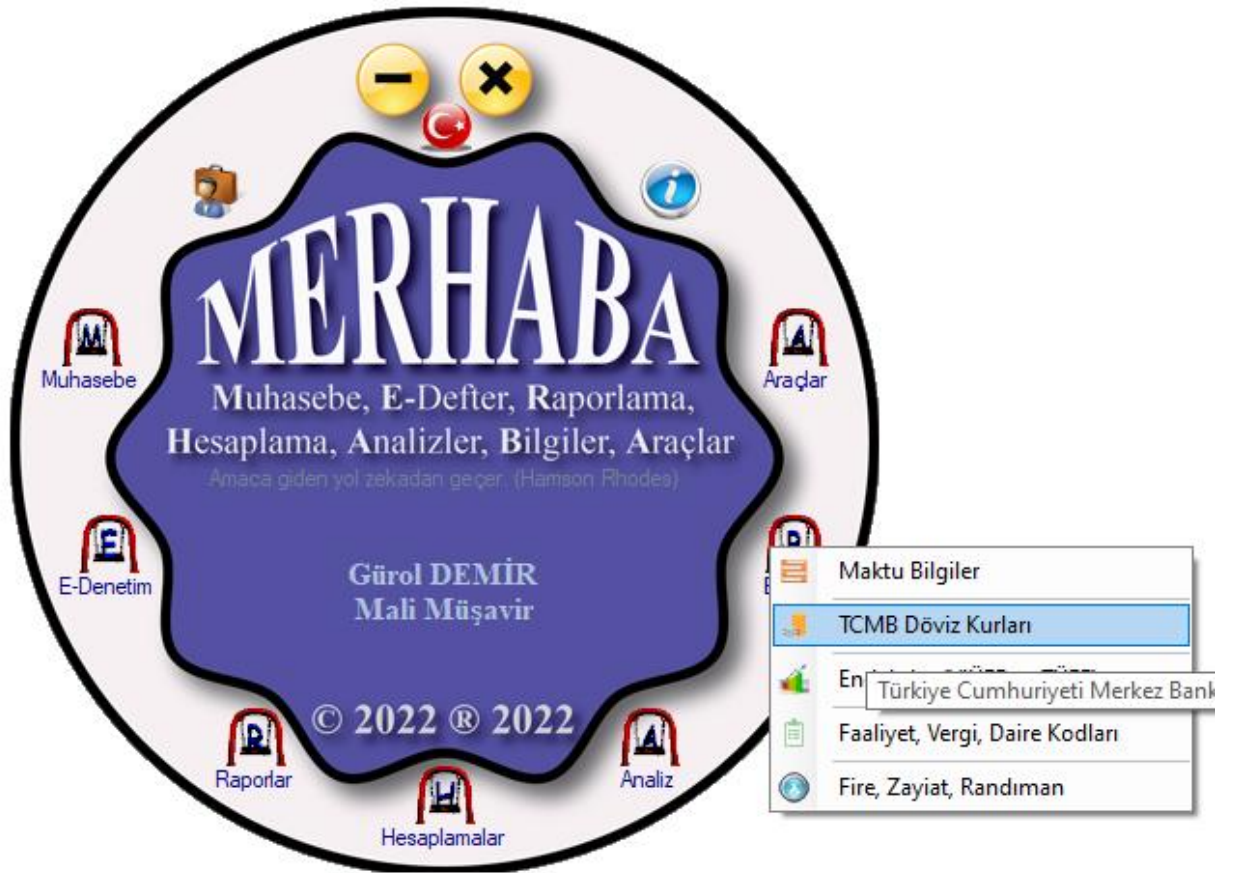 MERHABA
Muhasebe, E-Defter, Raporlama,
Hesaplama, Analizler, Bilgiler, Araçlar
Amaca giden yol zekadan geçer. (Hamson Rhodes)
Gürol DEMİR
Mali Müşavir
© 2022 ® 2022
M
Muhasebe
E
E-Denetim
R
Raporlar
H
Hesaplamalar
A
Analiz
A
Araçlar
Maktu Bilgiler
TCMB Döviz Kurları
Türkiye Cumhuriyeti Merkez Bank
Faaliyet, Vergi, Daire Kodları
Fire, Zayiat, Randıman